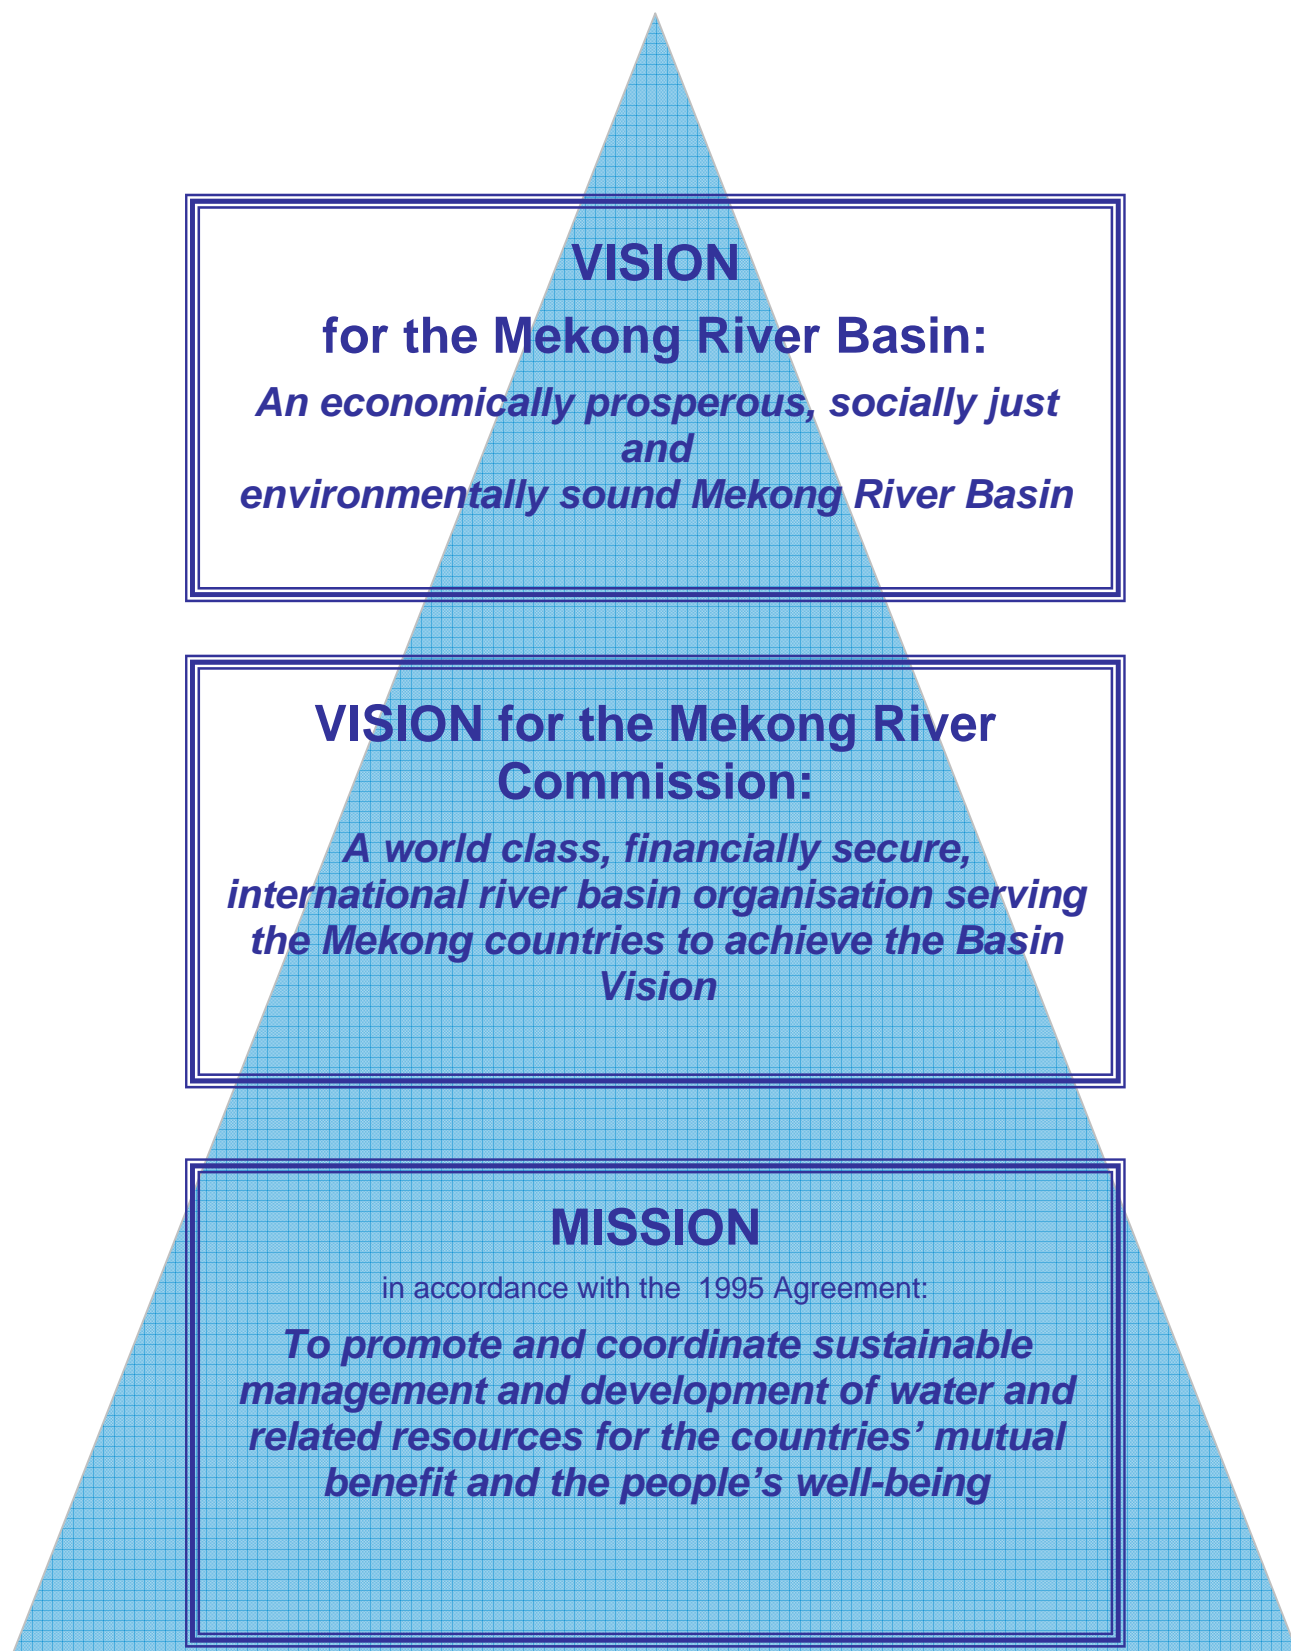 VISION
for the Mekong River Basin:
An economically prosperous, socially just
and
environmentally sound Mekong River Basin
VISION for the Mekong River
Commission:
A world class, financially secure,
international river basin organisation serving
the Mekong countries to achieve the Basin
Vision
MISSION
in accordance with the  1995 Agreement:
To promote and coordinate sustainable
management and development of water and
related resources for the countries’ mutual
benefit and the people’s well-being